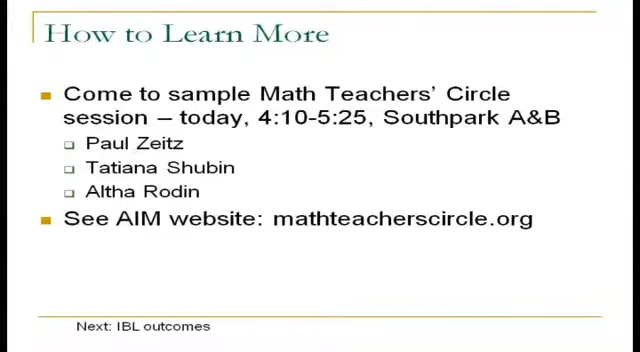 How to Learn More
Come to sample Math Teachers' Circle
session – today, 4:10-5:25, Southpark A&B
Paul Zeitz
Tatiana Shubin
Altha Rodin
See AIM website: mathteacherscircle.org
Next: IBL outcomes